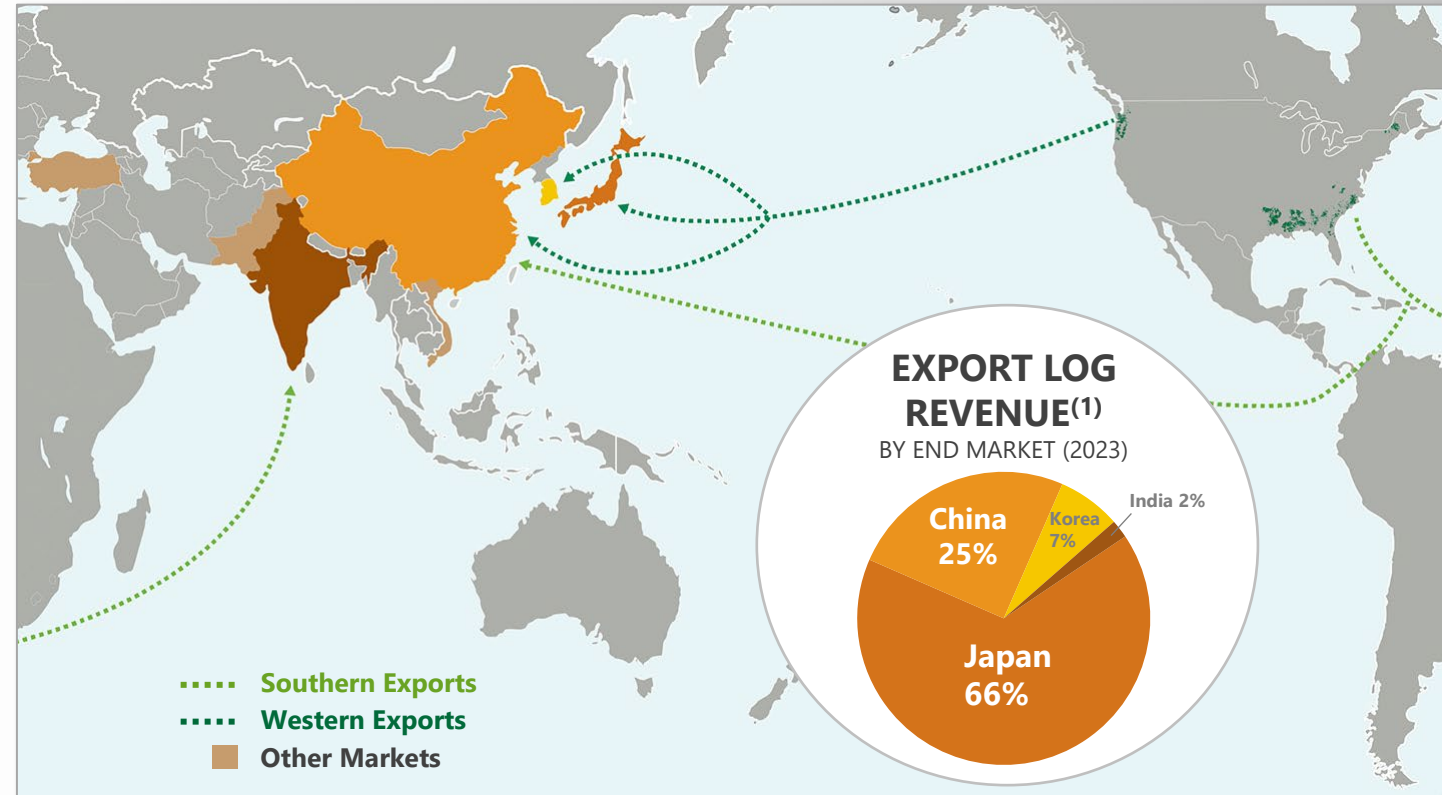 EXPORT LOG
REVENUE(1)
BY END MARKET (2023)
China
25%
Korea
7%
India 2%
Japan
66%
Southern Exports
Western Exports
Other Markets